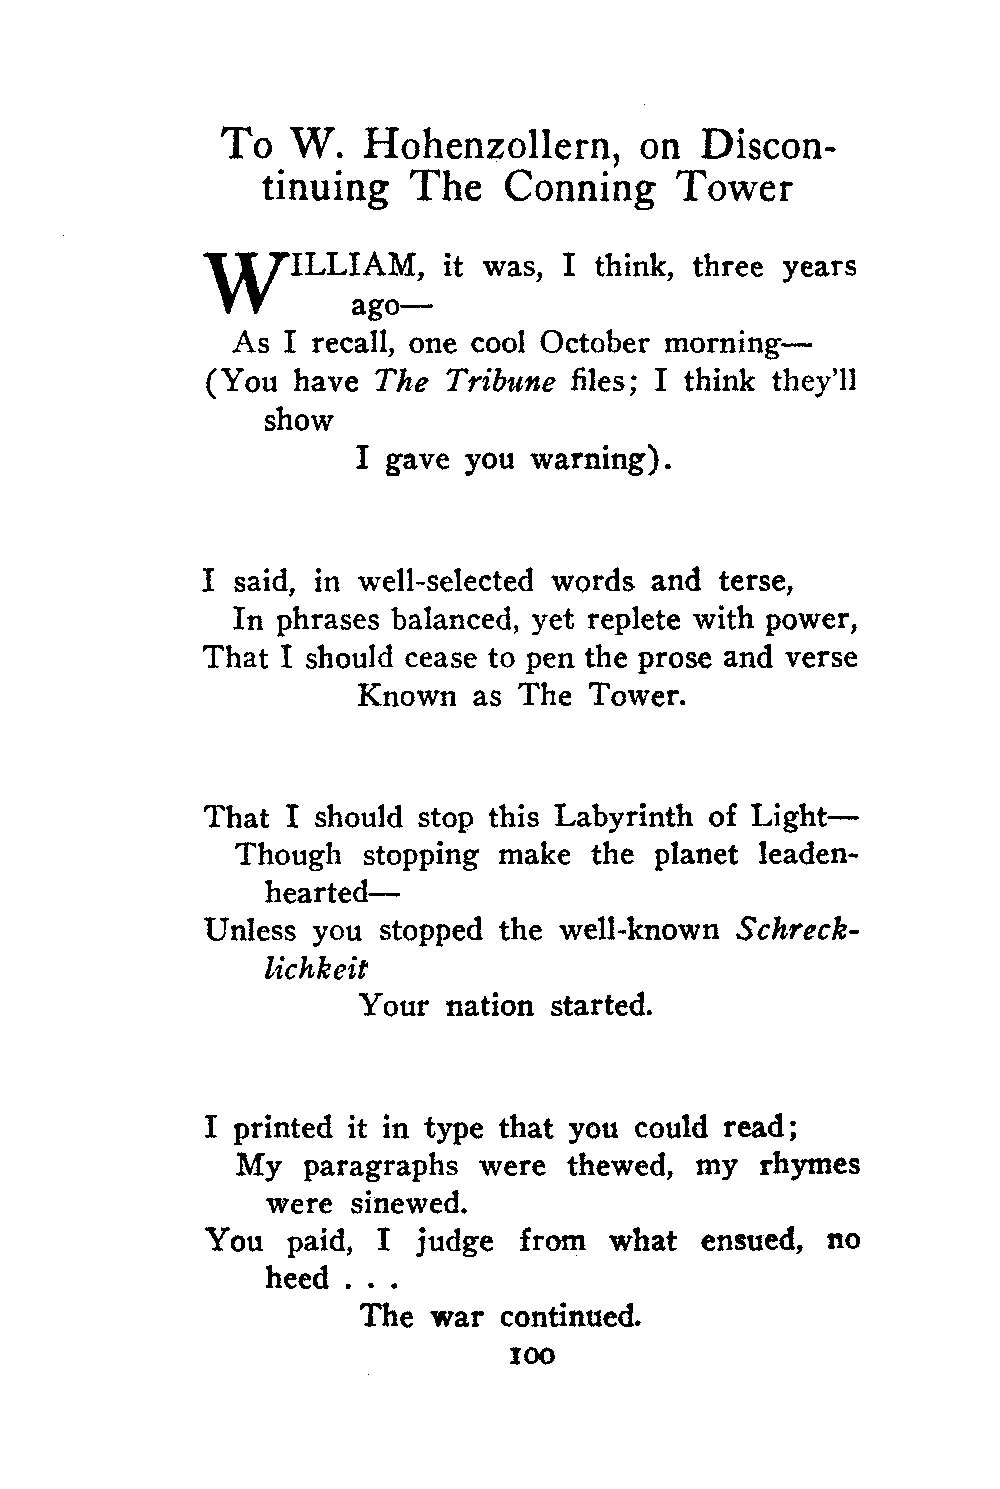 To W. Hohenzollern, on Discon-
tinuing The Conning Tower
WILLIAM, it was, I think, three years
ago—
As I recall, one cool October morning—
(You have The Tribune files; I think they'll
show
I gave you warning).
I said, in well-selected words and terse,
In phrases balanced, yet replete with power,
That I should cease to pen the prose and verse
Known as The Tower.
That I should stop this Labyrinth of Light—
Though stopping make the planet leaden-
hearted—
Unless you stopped the well-known Schreck-
lichkeit
Your nation started.
I printed it in type that you could read;
My paragraphs were thewed, my rhymes
were sinewed.
You paid, I judge from what ensued, no
heed . . .
The war continued.
100